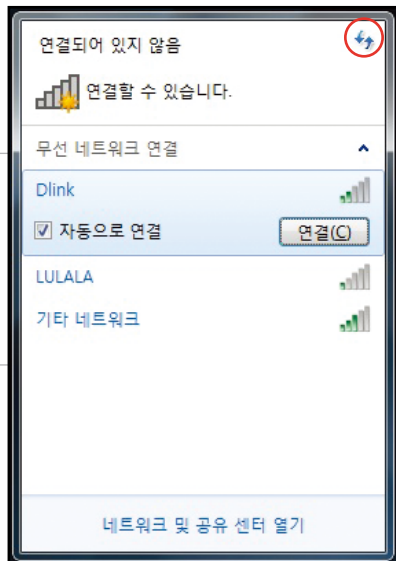 연결되어 있지 않음
연결할 수 있습니다.
무선 네트워크 연결
Dlink
자동으로 연결
연결(C)
LULALA
기타 네트워크
네트워크 및 공유 센터 열기